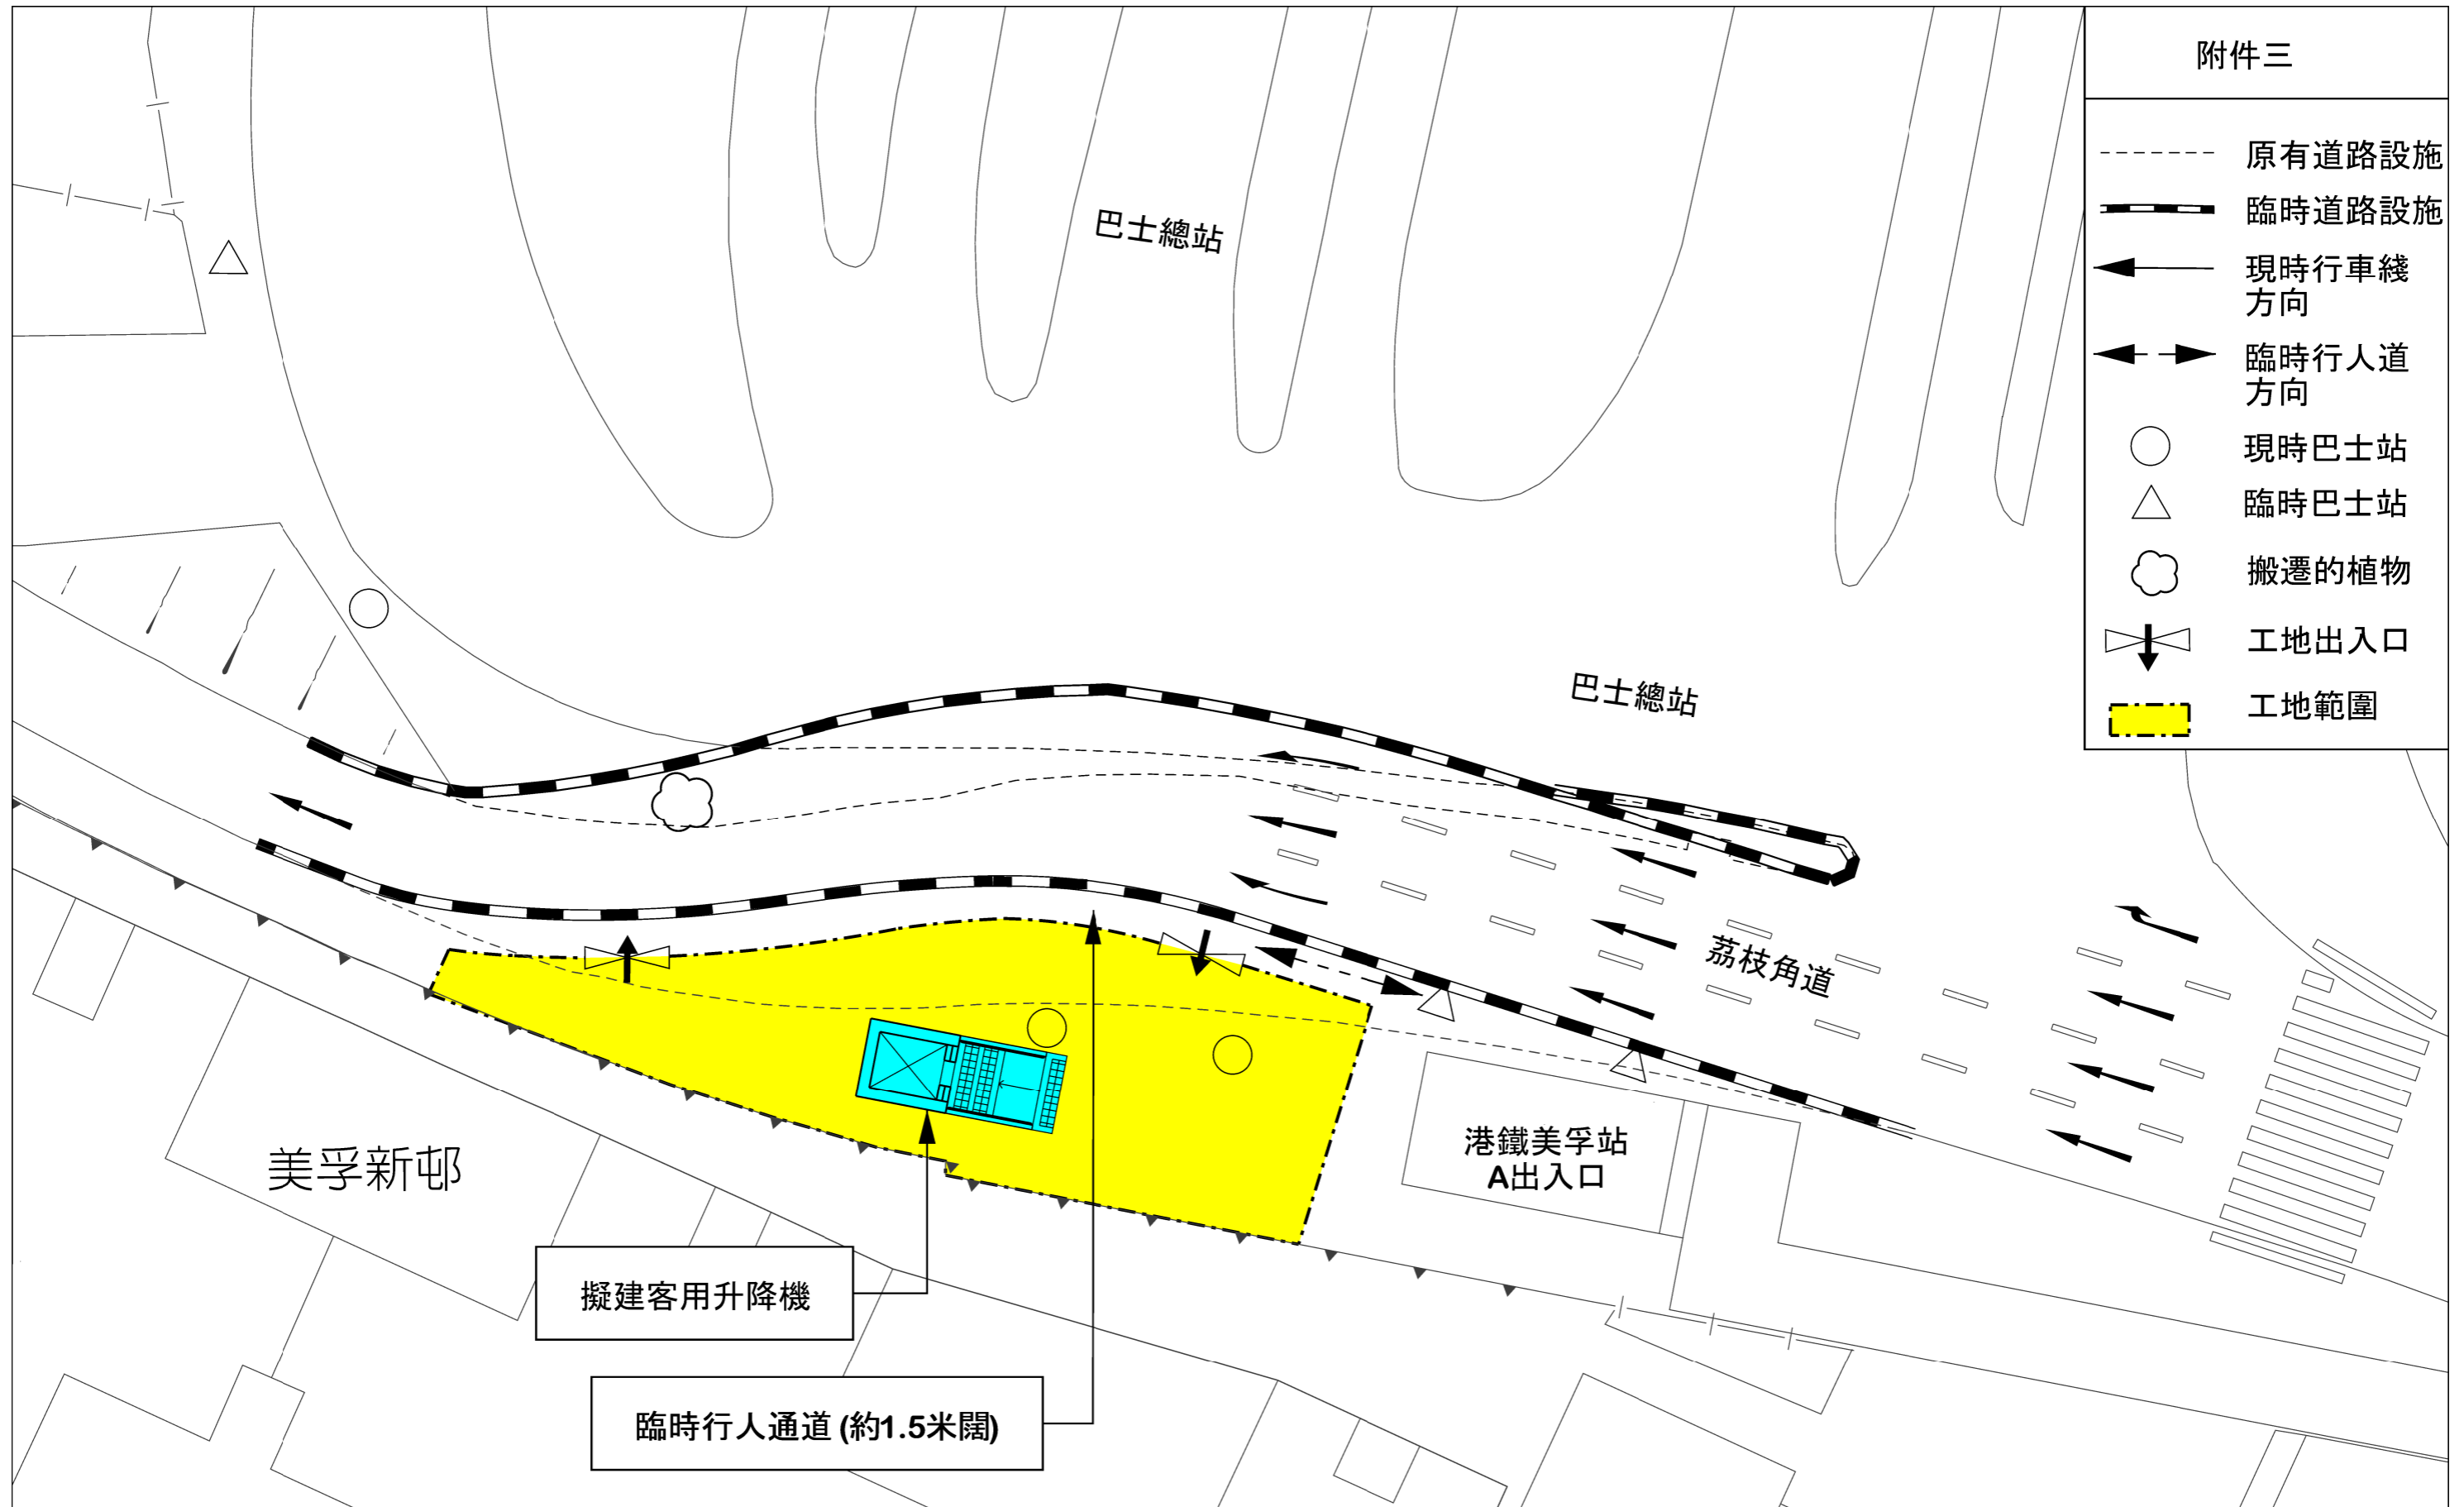 附件三
原有道路設施
臨時道路設施
現時行車綫
方向
臨時行人道
方向
現時巴士站
臨時巴士站
搬遷的植物
工地出入口
工地範圍
巴士總站
巴士總站
荔枝角道
港鐵美孚站
A出入口
美孚新邨
擬建客用升降機
臨時行人通道 (約1.5米闊)